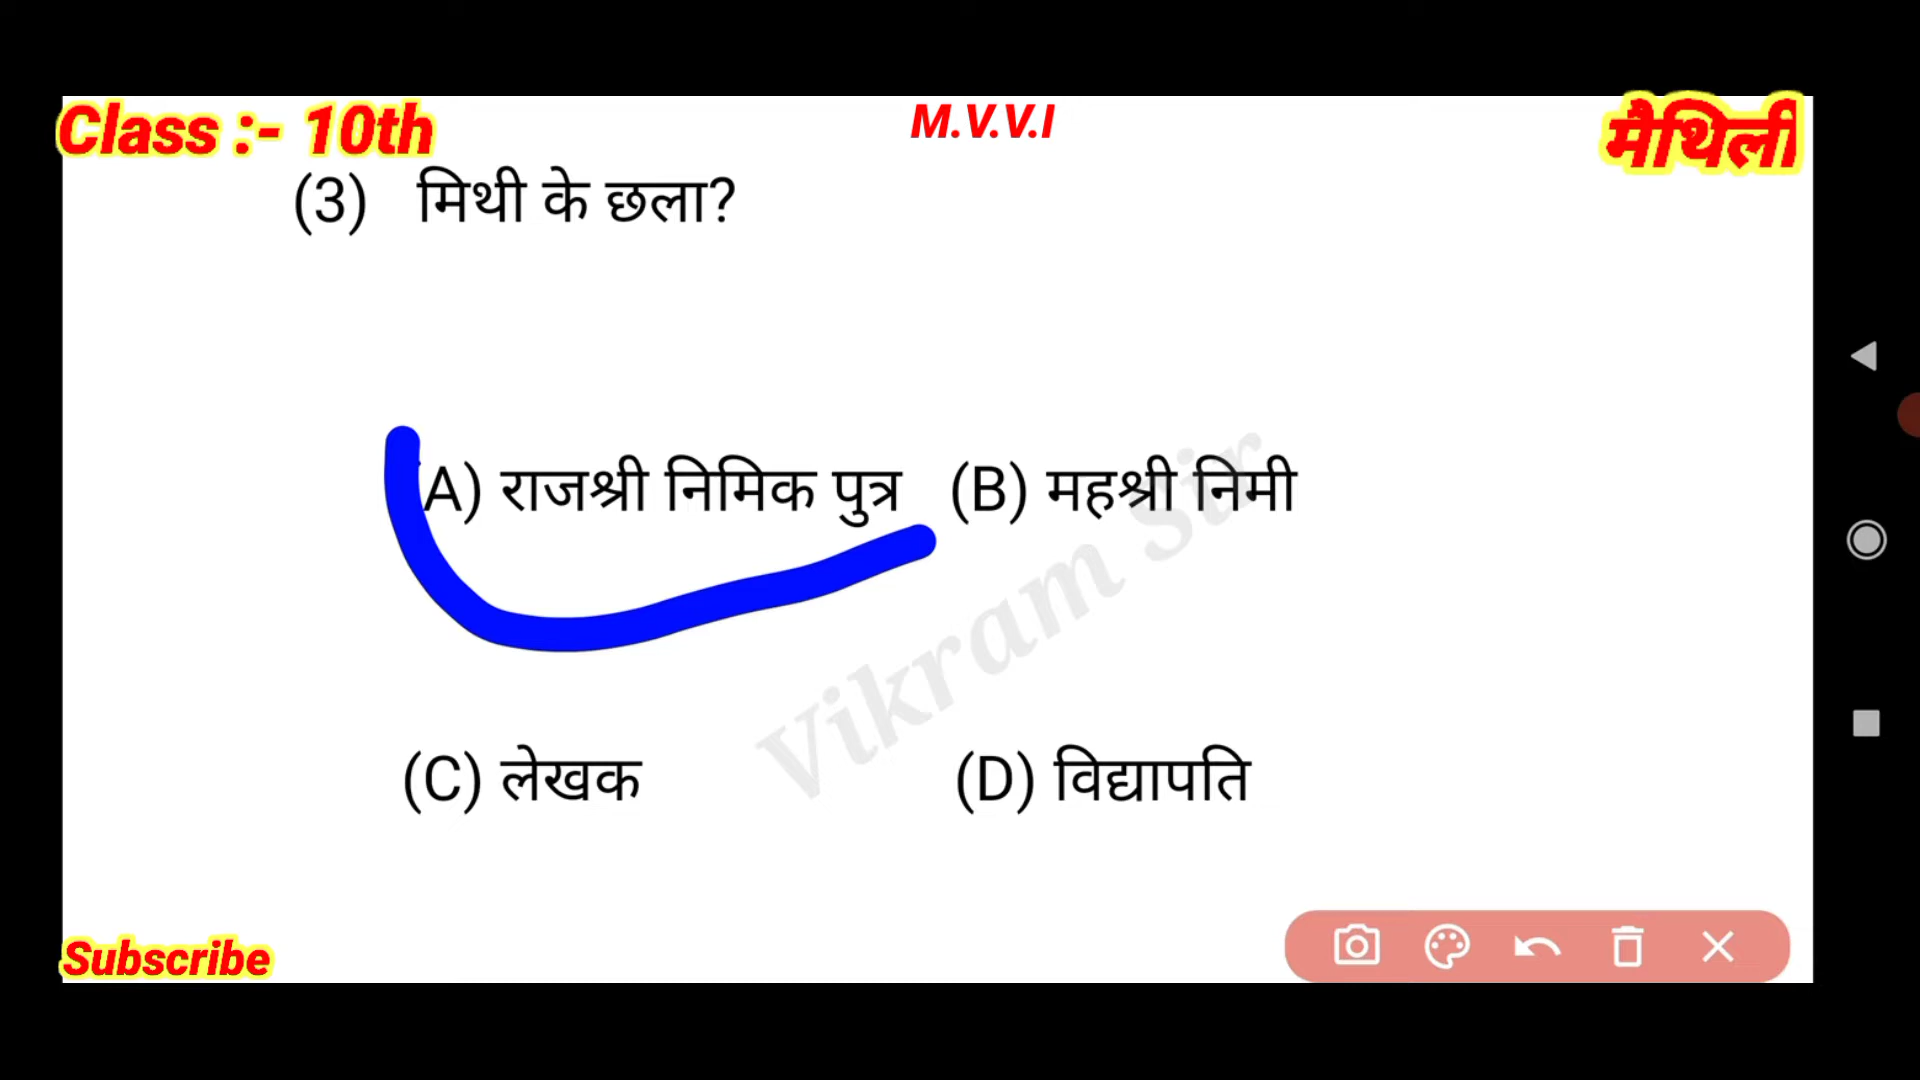 Class :- 10th
M.V.V.I
मैथिली
(3) मिथी के छला?
A) राजश्री निमिक पुत्र (B) महश्री निमी
Vikram Sir
(C) लेखक (D) विद्यापति
Subscribe